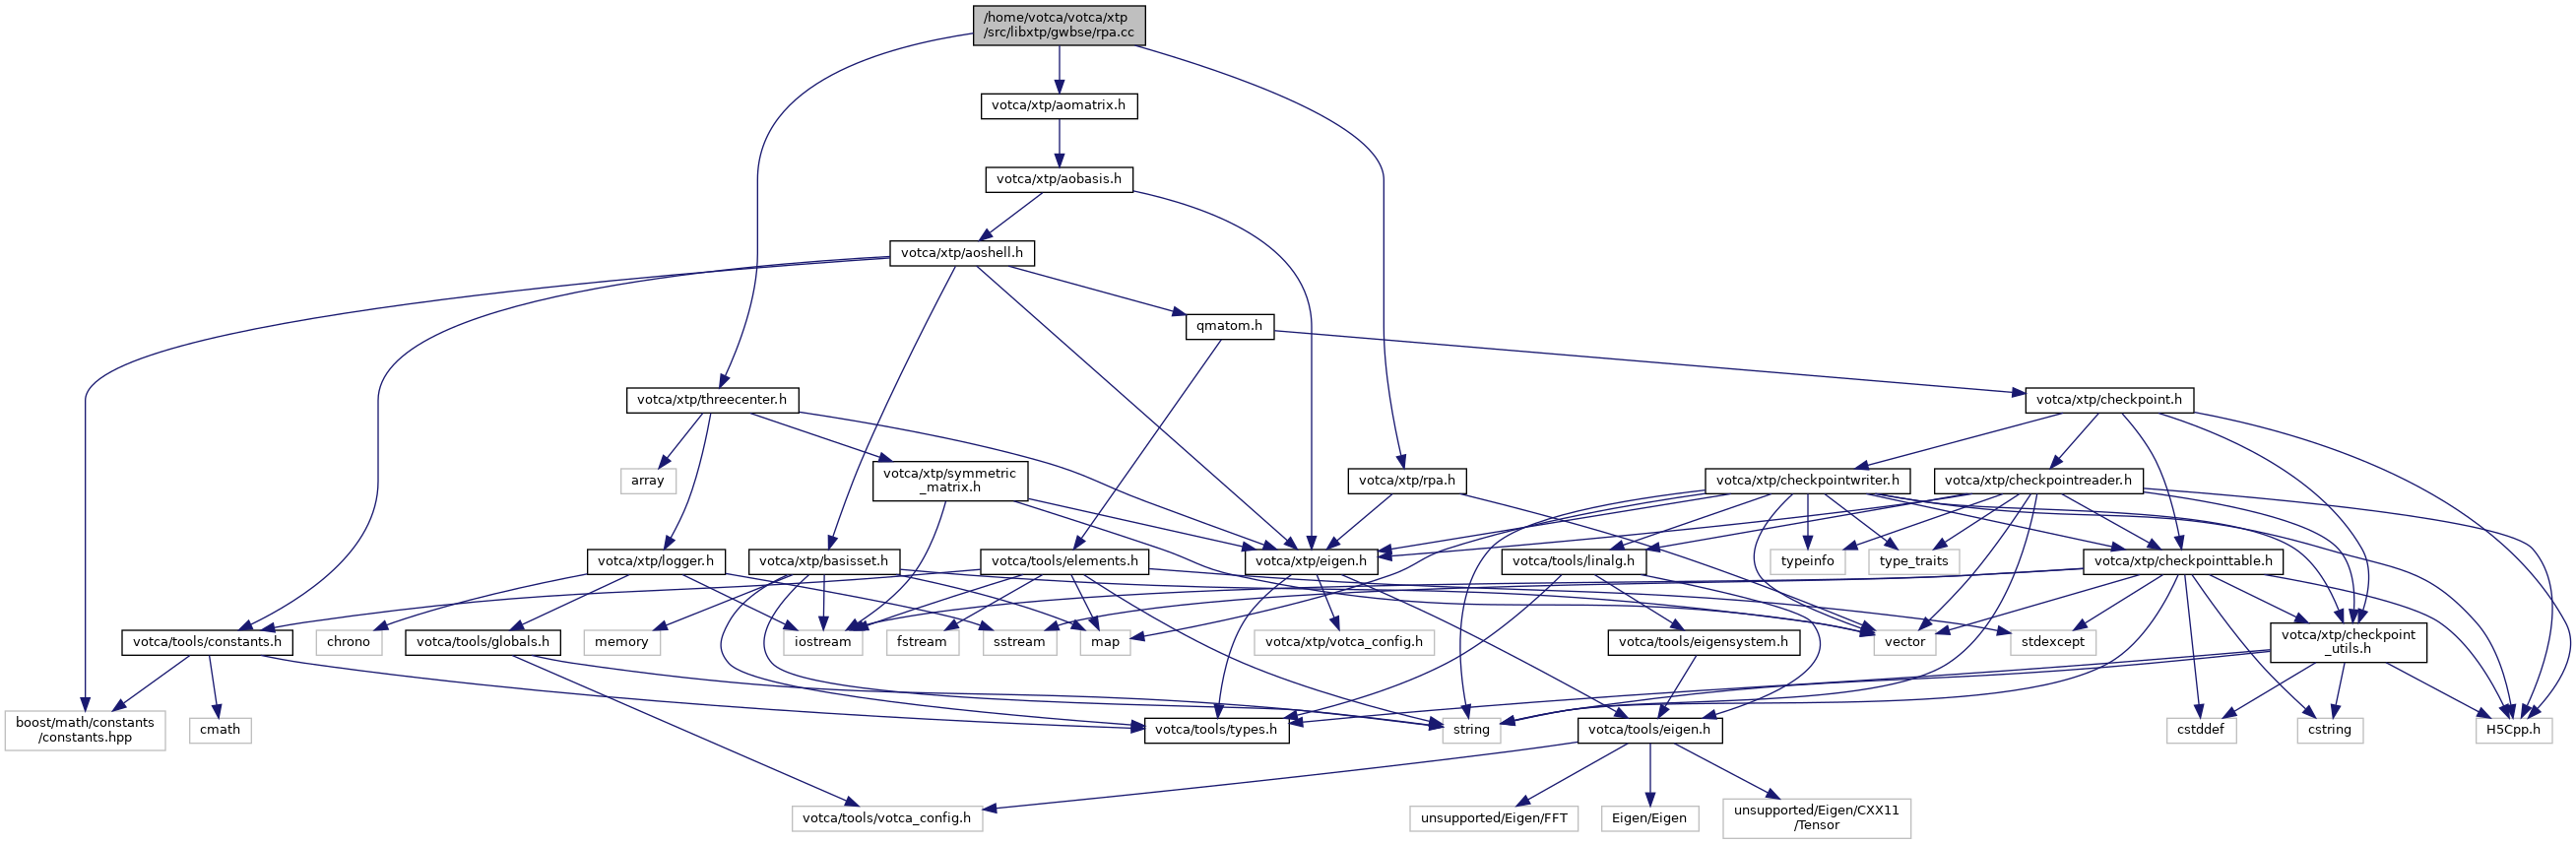 /home/votca/votca/xtp
/src/libxtp/gwbse/rpa.cc
votca/xtp/aomatrix.h
votca/xtp/aobasis.h
votca/xtp/aoshell.h
qmatom.h
votca/xtp/threecenter.h
votca/xtp/checkpoint.h
array
votca/xtp/symmetric
_matrix.h
votca/xtp/rpa.h
votca/xtp/checkpointwriter.h
votca/xtp/checkpointreader.h
votca/xtp/logger.h
votca/xtp/basisset.h
votca/tools/elements.h
votca/xtp/eigen.h
votca/tools/linalg.h
typeinfo
type_traits
votca/xtp/checkpointtable.h
votca/tools/constants.h
chrono
votca/tools/globals.h
memory
iostream
fstream
sstream
map
votca/xtp/votca_config.h
votca/tools/eigensystem.h
vector
stdexcept
votca/xtp/checkpoint
_utils.h
boost/math/constants
/constants.hpp
cmath
votca/tools/types.h
string
votca/tools/eigen.h
cstddef
cstring
H5Cpp.h
votca/tools/votca_config.h
unsupported/Eigen/FFT
Eigen/Eigen
unsupported/Eigen/CXX11
/Tensor